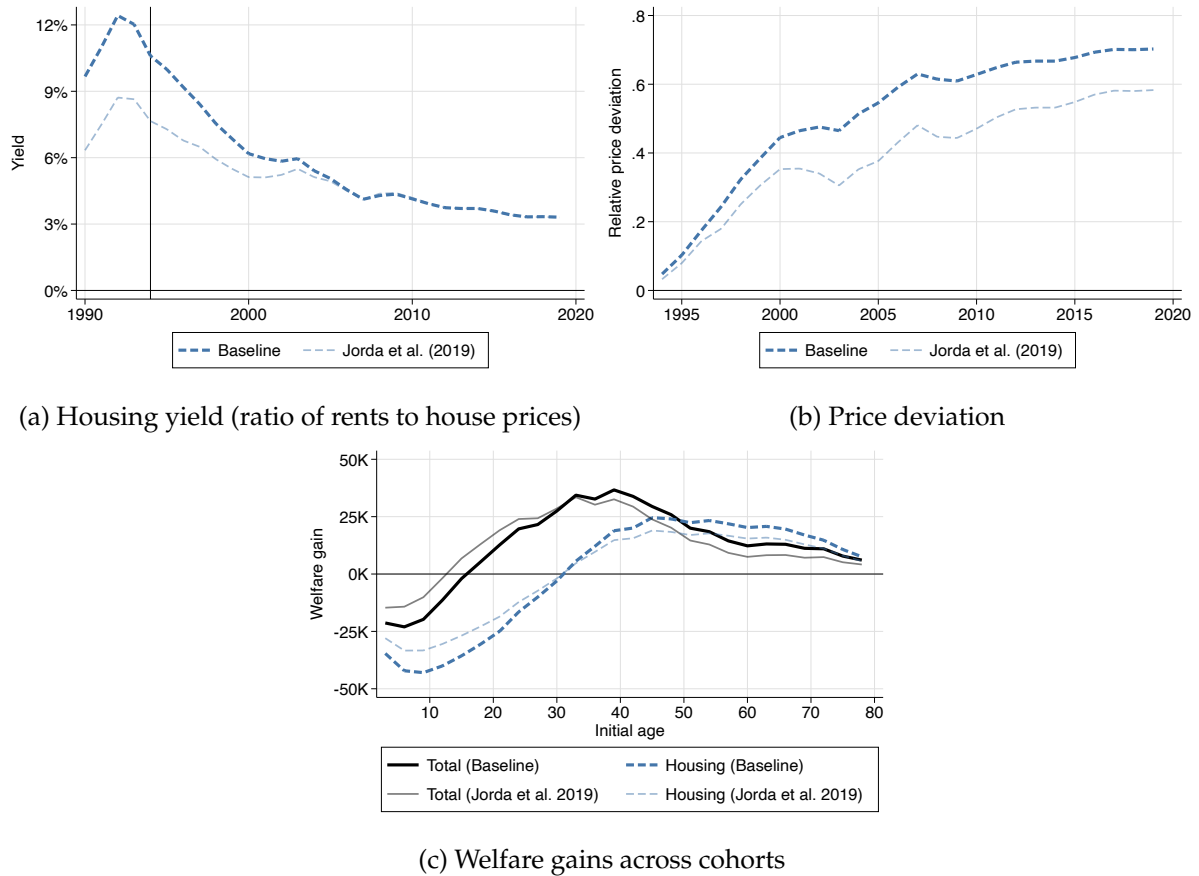 12%
9%
6%
3%
0%
Yield
1990
2000
2010
2020
Baseline
Jorda et al. (2019)
(a) Housing yield (ratio of rents to house prices)
.8
.6
.4
.2
0
Relative price deviation
1995
2000
2005
2010
2015
2020
Baseline
Jorda et al. (2019)
(b) Price deviation
50K
25K
0K
-25K
-50K
Welfare gain
10
20
30
40
50
60
70
80
Initial age
Total (Baseline)
Housing (Baseline)
Total (Jorda et al. 2019)
Housing (Jorda et al. 2019)
(c) Welfare gains across cohorts